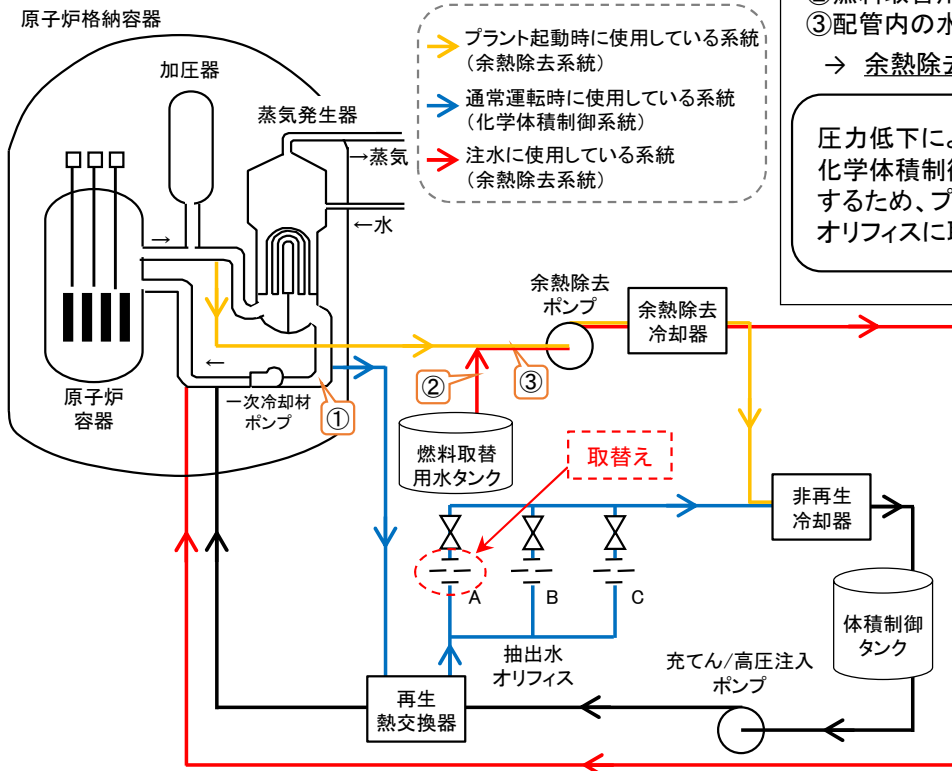 原子炉格納容器
加圧器
蒸気発生器
→蒸気
←水
→
←
原子炉
容器
一次冷却材
ポンプ
①
プラント起動時に使用している系統
(余熱除去系統)
通常運転時に使用している系統
(化学体積制御系統)
注水に使用している系統
(余熱除去系統)
③配管内の水
→ 余熱除去
圧力低下によ
化学体積制御
するため、プ
オリフィスに取
余熱除去
ポンプ
余熱除去
冷却器
②
③
燃料取替
用水タンク
取替え
非再生
冷却器
A
B
C
抽出水
オリフィス
体積制御
タンク
充てん/高圧注入
ポンプ
再生
熱交換器